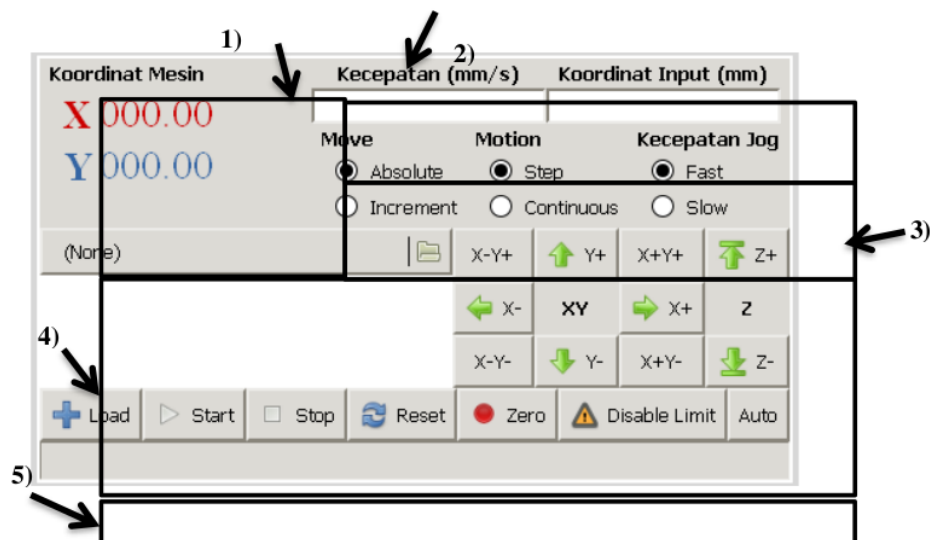 1)
2)
Koordinat Mesin
Kecepatan (mm/s)
Koordinat Input (mm)
X 000.00
Y 000.00
Move
Motion
Kecepatan Jog
Absolute
Step
Fast
Increment
Continuous
Slow
3)
(None)
X-Y+
Y+
X+Y+
Z+
X-
XY
X+
Z
4)
X-Y-
Y-
X+Y-
Z-
Load
Start
Stop
Reset
Zero
Disable Limit
Auto
5)